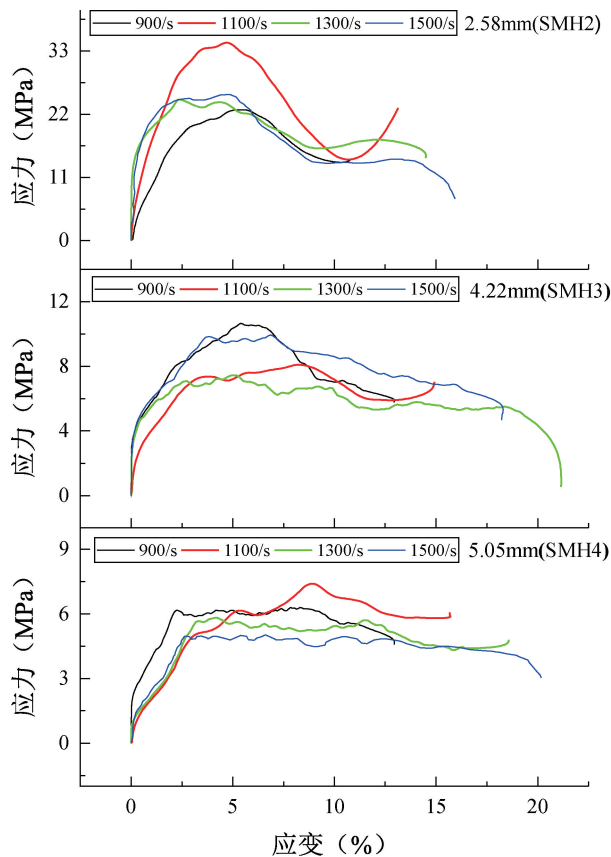 900/s 1100/s 1300/s 1500/s 2.58mm(SMH2)
33
22
11
0
应力（MPa）
900/s 1100/s 1300/s 1500/s 4.22mm(SMH3)
12
8
4
0
应力（MPa）
900/s 1100/s 1300/s 1500/s 5.05mm(SMH4)
9
6
3
0
应力（MPa）
0 5 10 15 20
应变（%）